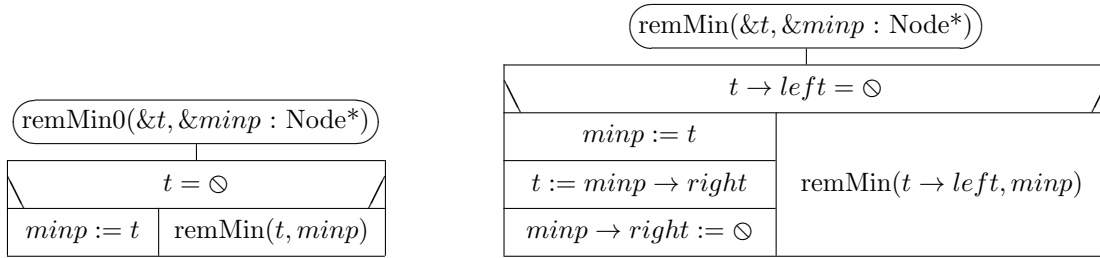 remMin0(&t, &minp : Node*)
t = ⦸
minp := t
remMin(t, minp)
remMin(&t, &minp : Node*)
t → left = ⦸
minp := t
t := minp → right
minp → right := ⦸
remMin(t → left, minp)